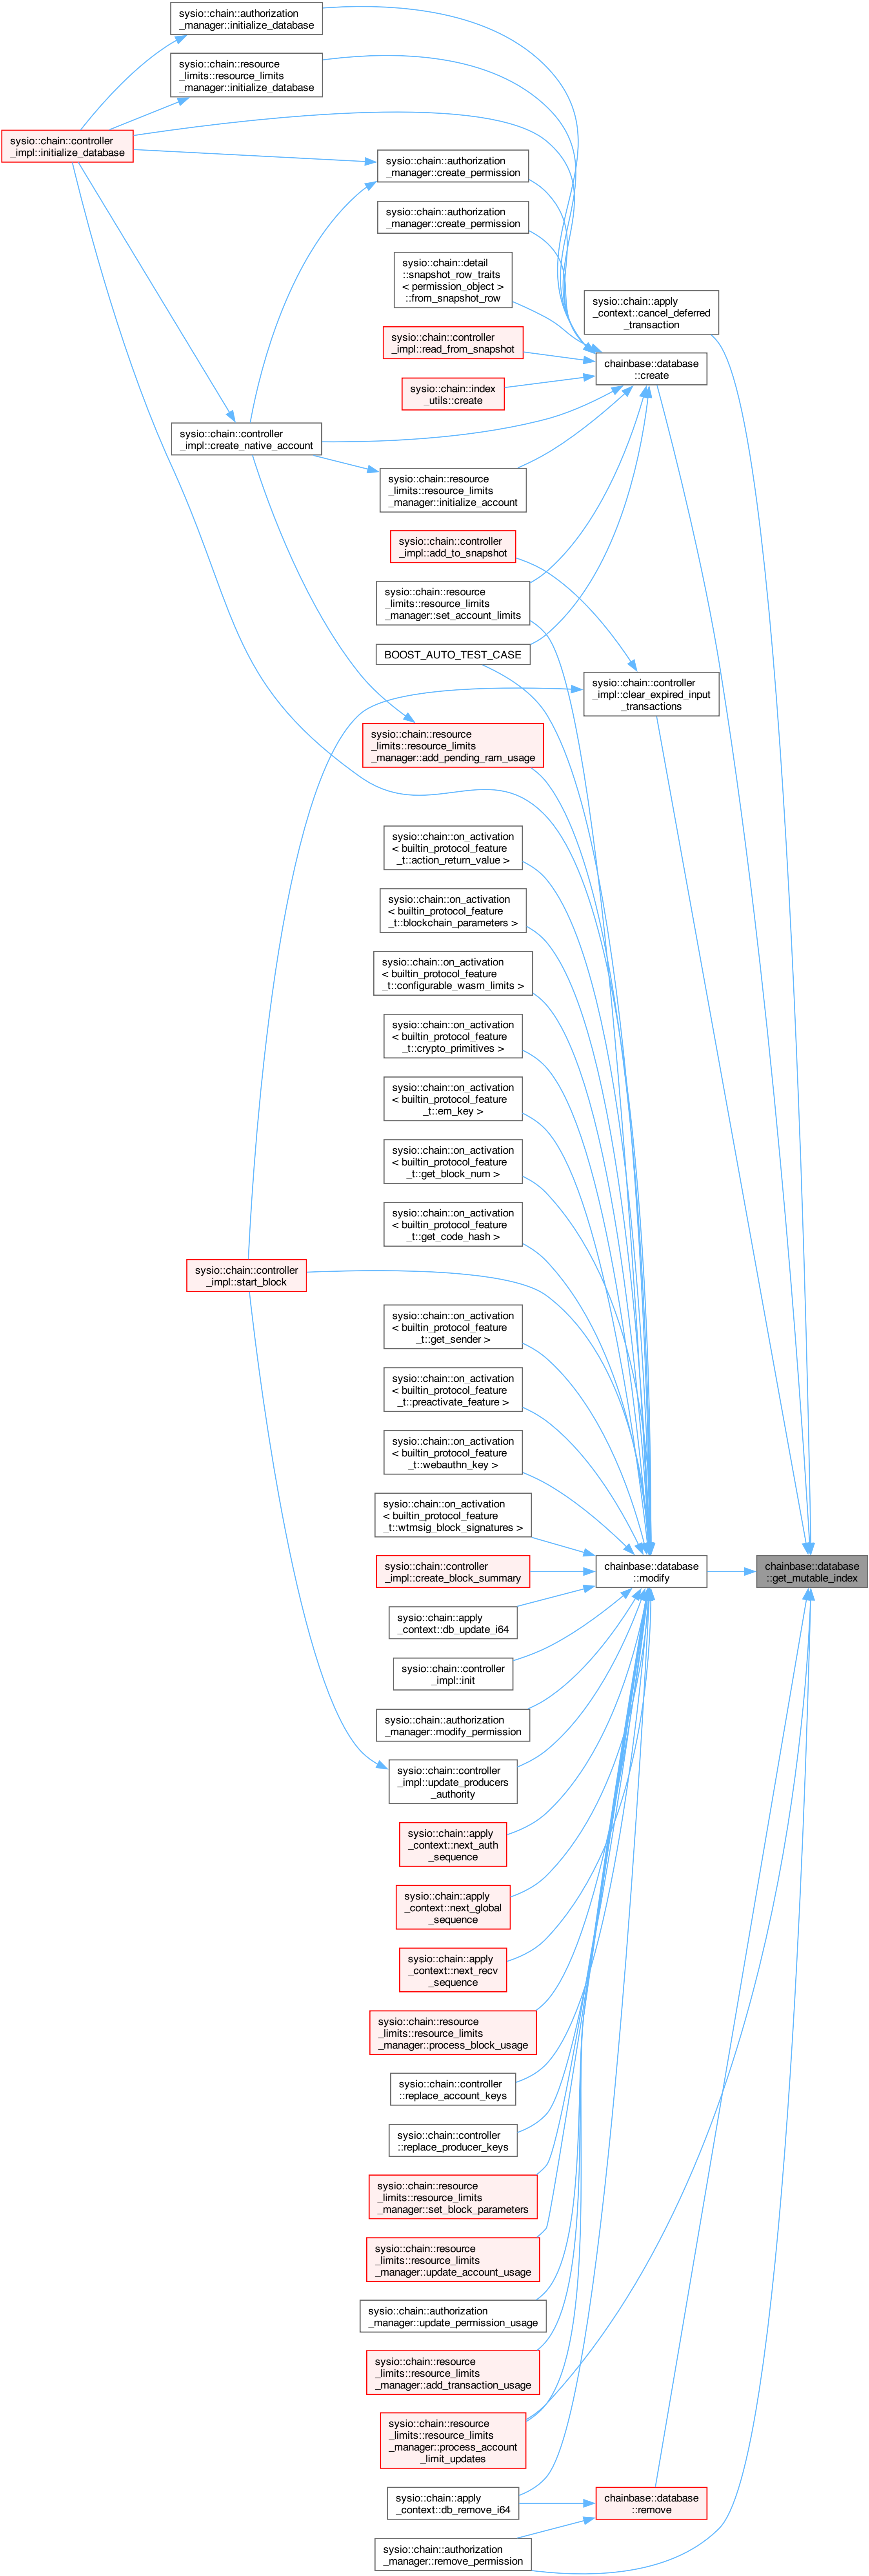 sysio::chain::authorization
_manager::initialize_database
sysio::chain::resource
_limits::resource_limits
_manager::initialize_database
sysio::chain::controller
_impl::initialize_database
sysio::chain::authorization
_manager::create_permission
sysio::chain::authorization
_manager::create_permission
sysio::chain::detail
::snapshot_row_traits
< permission_object >
::from_snapshot_row
sysio::chain::apply
_context::cancel_deferred
_transaction
sysio::chain::controller
_impl::read_from_snapshot
chainbase::database
::create
sysio::chain::index
_utils::create
sysio::chain::controller
_impl::create_native_account
sysio::chain::resource
_limits::resource_limits
_manager::initialize_account
sysio::chain::controller
_impl::add_to_snapshot
sysio::chain::resource
_limits::resource_limits
_manager::set_account_limits
BOOST_AUTO_TEST_CASE
sysio::chain::controller
_impl::clear_expired_input
_transactions
sysio::chain::resource
_limits::resource_limits
_manager::add_pending_ram_usage
sysio::chain::on_activation
< builtin_protocol_feature
_t::action_return_value >
sysio::chain::on_activation
< builtin_protocol_feature
_t::blockchain_parameters >
sysio::chain::on_activation
< builtin_protocol_feature
_t::configurable_wasm_limits >
sysio::chain::on_activation
< builtin_protocol_feature
_t::crypto_primitives >
sysio::chain::on_activation
< builtin_protocol_feature
_t::em_key >
sysio::chain::on_activation
< builtin_protocol_feature
_t::get_block_num >
sysio::chain::on_activation
< builtin_protocol_feature
_t::get_code_hash >
sysio::chain::controller
_impl::start_block
sysio::chain::on_activation
< builtin_protocol_feature
_t::get_sender >
sysio::chain::on_activation
< builtin_protocol_feature
_t::preactivate_feature >
sysio::chain::on_activation
< builtin_protocol_feature
_t::webauthn_key >
sysio::chain::on_activation
< builtin_protocol_feature
_t::wtmsig_block_signatures >
sysio::chain::controller
_impl::create_block_summary
chainbase::database
::modify
chainbase::database
::get_mutable_index
sysio::chain::apply
_context::db_update_i64
sysio::chain::controller
_impl::init
sysio::chain::authorization
_manager::modify_permission
sysio::chain::controller
_impl::update_producers
_authority
sysio::chain::apply
_context::next_auth
_sequence
sysio::chain::apply
_context::next_global
_sequence
sysio::chain::apply
_context::next_recv
_sequence
sysio::chain::resource
_limits::resource_limits
_manager::process_block_usage
sysio::chain::controller
::replace_account_keys
sysio::chain::controller
::replace_producer_keys
sysio::chain::resource
_limits::resource_limits
_manager::set_block_parameters
sysio::chain::resource
_limits::resource_limits
_manager::update_account_usage
sysio::chain::authorization
_manager::update_permission_usage
sysio::chain::resource
_limits::resource_limits
_manager::add_transaction_usage
sysio::chain::resource
_limits::resource_limits
_manager::process_account
_limit_updates
sysio::chain::apply
_context::db_remove_i64
chainbase::database
::remove
sysio::chain::authorization
_manager::remove_permission